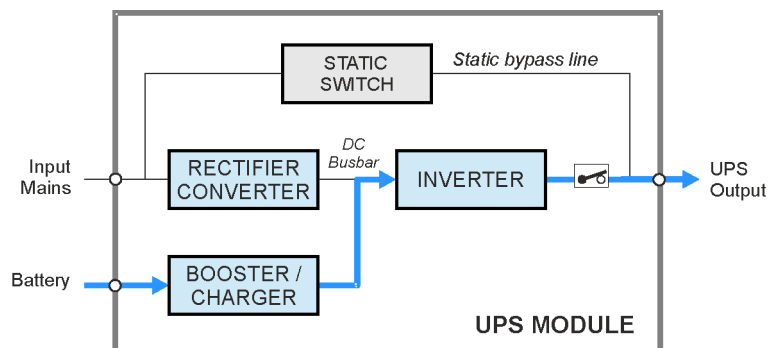 STATIC
SWITCH
Static bypass line
Input
Mains
RECTIFIER
CONVERTER
DC
Busbar
INVERTER
UPS
Output
Battery
BOOSTER /
CHARGER
UPS MODULE